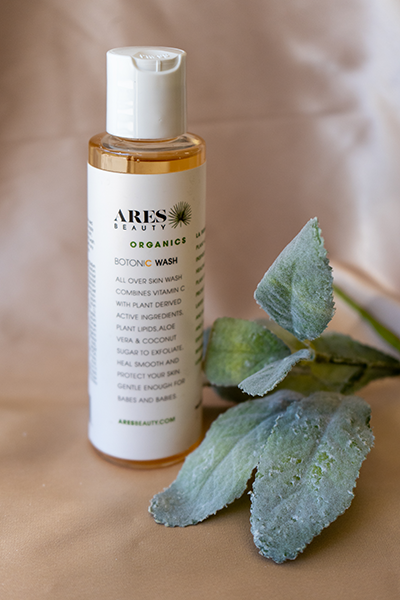 ARES
BEAUTY
ORGANICS
BOTONIC WASH
ALL OVER SKIN WASH
COMBINES VITAMIN C
WITH PLANT DERIVED
ACTIVE INGREDIENTS,
PLANT LIPIDS, ALOE
VERA & COCONUT
SUGAR TO EXFOLIATE,
HEAL SMOOTH AND
PROTECT YOUR SKIN.
GENTLE ENOUGH FOR
BABES AND BABIES.
ARESBEAUTY.COM